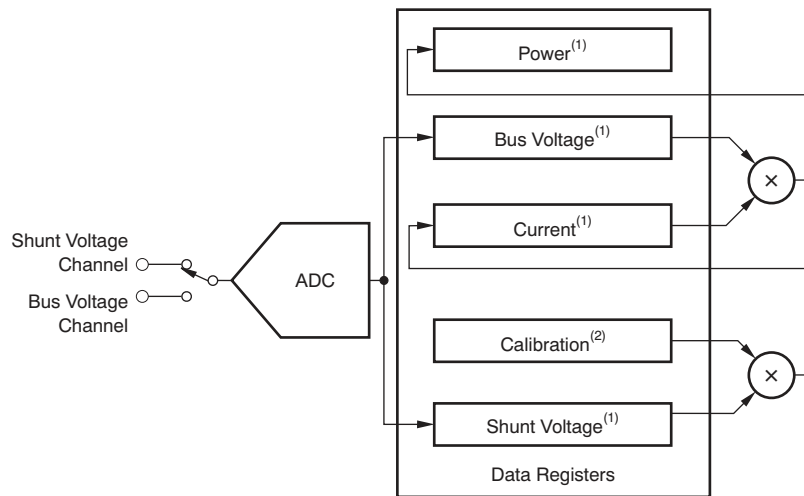 Power(1)
Bus Voltage(1)
×
Current(1)
Shunt Voltage
Channel
ADC
Bus Voltage
Channel
Calibration(2)
×
Shunt Voltage(1)
Data Registers